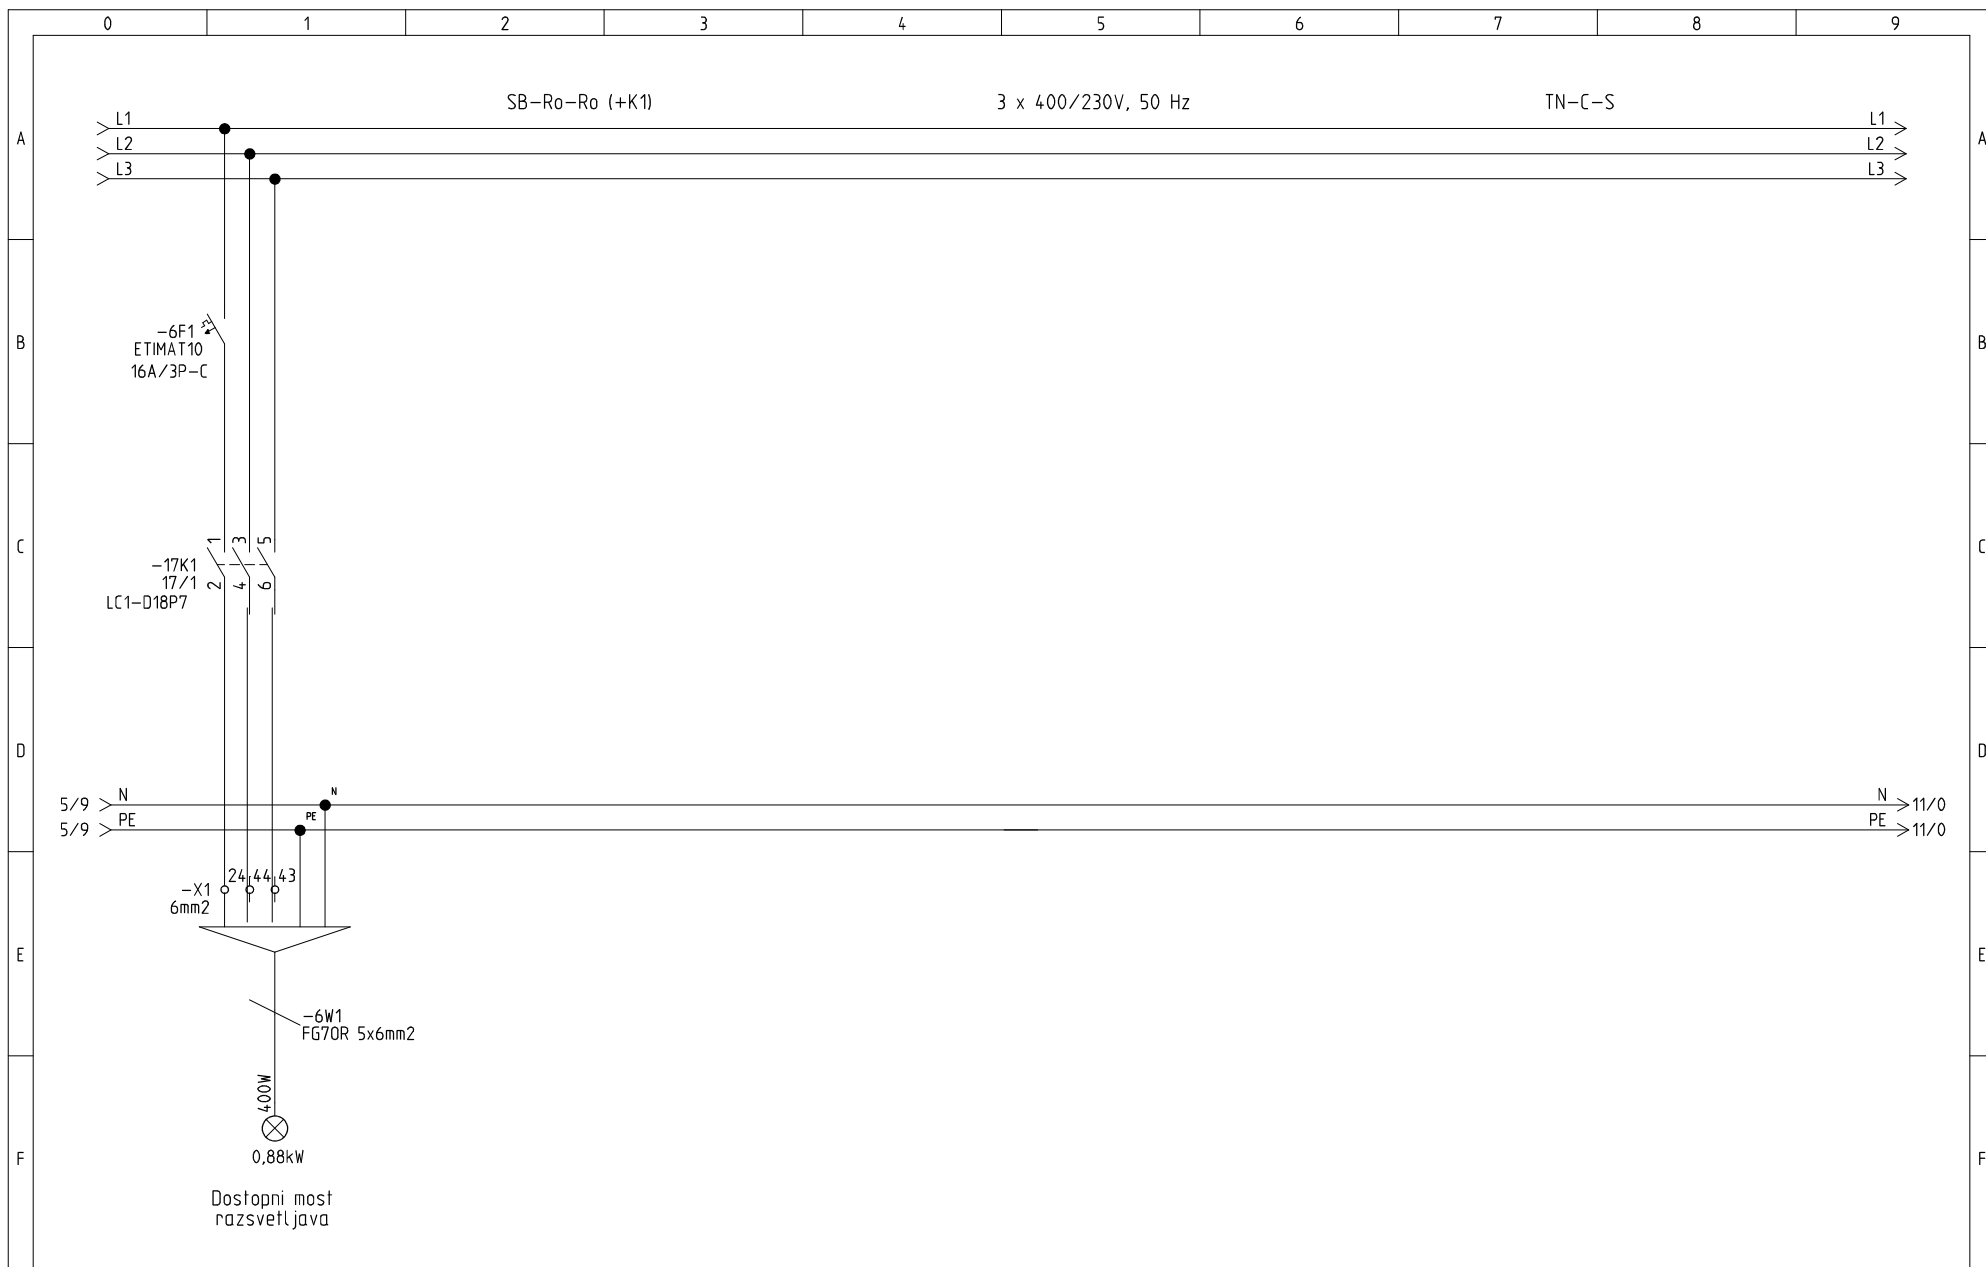 0 1 2 3 4 5 6 7 8 9
SB-Ro-Ro (+K1) 3 x 400/230V, 50 Hz TN-C-S
L1 L1
A A
L2 L2
L3 L3
-6F1
B B
ETIMAT10
16A/3P-C
1 3 5
C C
-17K1
17/1
2 4 6
LC1-D18P7
D D
N
5/9 N N 11/0
PE
5/9 PE PE 11/0
24 44 43
-X1
6mm2
E E
-6W1
FG7OR 5x6mm2
400W
0,88kW
F F
Dostopni most
razsvetljava